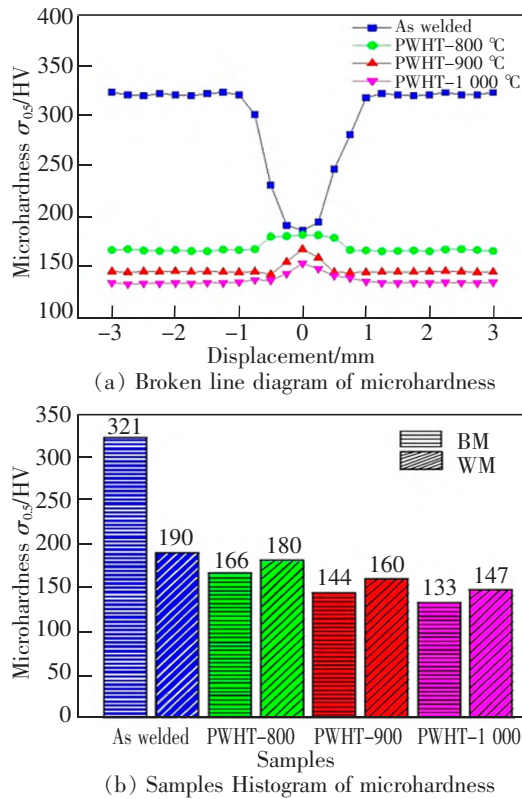 As welded
PWHT-800 ℃
PWHT-900 ℃
PWHT-1 000 ℃
Microhardness σ0.5/HV
400
350
300
250
200
150
100
-3 -2 -1 0 1 2 3
Displacement/mm
(a) Broken line diagram of microhardness
Microhardness σ0.5/HV
350
300
250
200
150
100
50
0
BM
WM
321
190
166
180
144
160
133
147
As welded PWHT-800 PWHT-900 PWHT-1 000
Samples
(b) Samples Histogram of microhardness